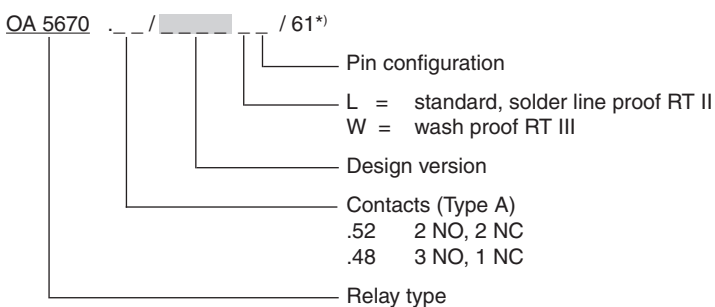 OA 5670 ._ _ / _ _ _ _ _ _ / 61*)
Pin configuration
L = standard, solder line proof RT II
W = wash proof RT III
Design version
Contacts (Type A)
.52 2 NO, 2 NC
.48 3 NO, 1 NC
Relay type